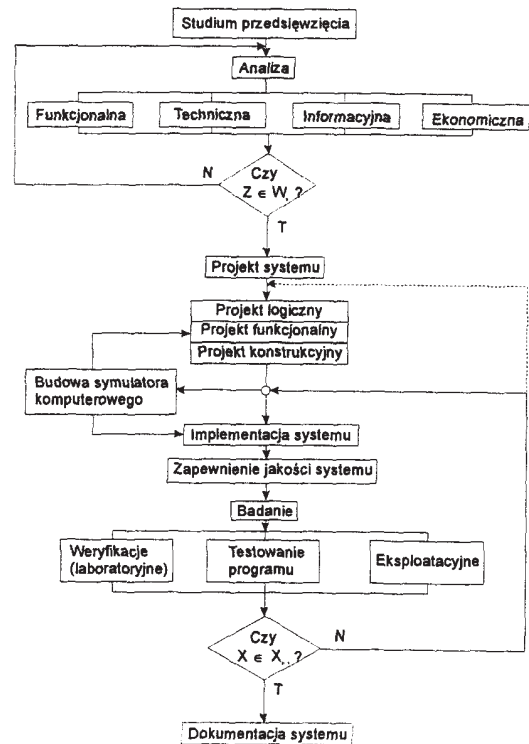 Studium przedsięwzięcia
Analiza
Funkcjonalna
Techniczna
Informacyjna
Ekonomiczna
N
Czy
Z ∈ W ?
T
Projekt systemu
Projekt logiczny
Projekt funkcjonalny
Projekt konstrukcyjny
Budowa symulatora
komputerowego
Implementacja systemu
Zapewnienie jakości systemu
Badanie
Weryfikacje
(laboratoryjne)
Testowanie
programu
Eksploatacyjne
Czy
X ∈ X ?
N
T
Dokumentacja systemu